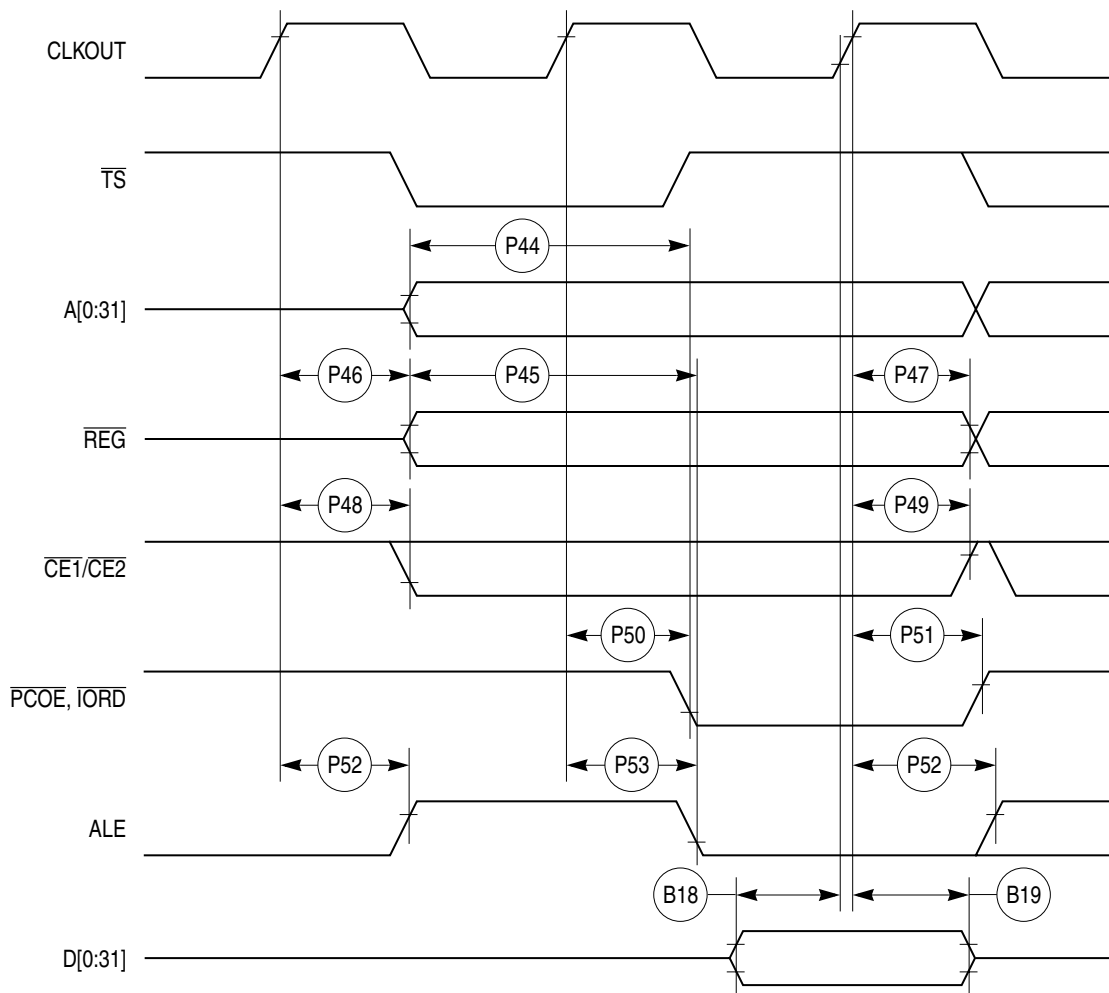 CLKOUT
TS
P44
A[0:31]
P46 P45 P47
REG
P48 P49
CE1/CE2
P50 P51
PCOE, IORD
P52 P53 P52
ALE
B18 B19
D[0:31]